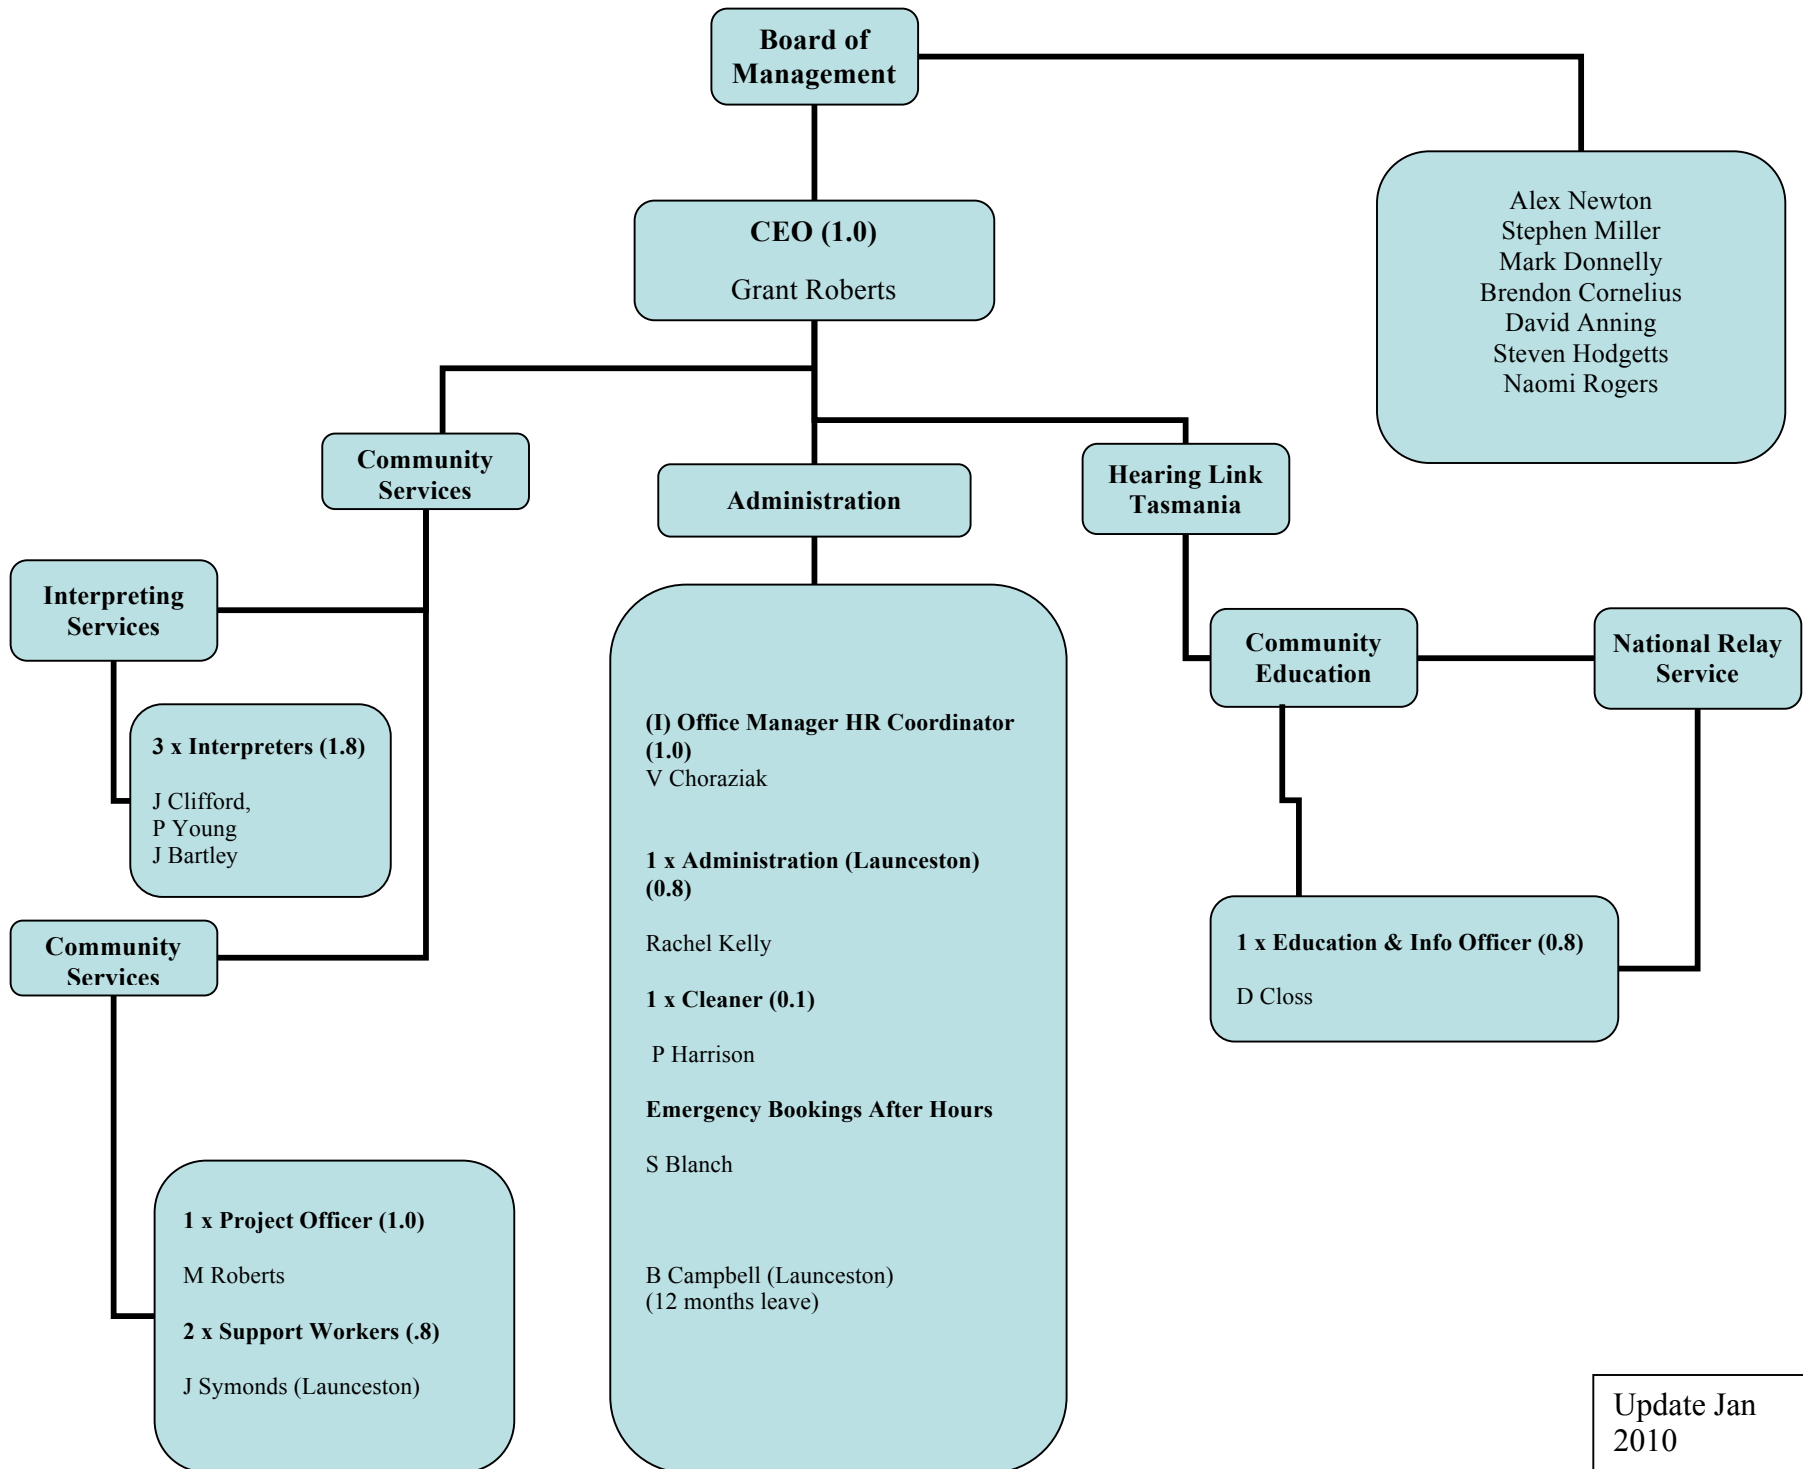 Board of
Management
Alex Newton
Stephen Miller
Mark Donnelly
Brendon Cornelius
David Anning
Steven Hodgetts
Naomi Rogers
CEO (1.0)
Grant Roberts
Community
Services
Administration
Hearing Link
Tasmania
Interpreting
Services
3 x Interpreters (1.8)
J Clifford,
P Young
J Bartley
Community
Services
1 x Project Officer (1.0)
M Roberts
2 x Support Workers (.8)
J Symonds (Launceston)
(I) Office Manager HR Coordinator
(1.0)
V Choraziak
1 x Administration (Launceston)
(0.8)
Rachel Kelly
1 x Cleaner (0.1)
P Harrison
Emergency Bookings After Hours
S Blanch
B Campbell (Launceston)
(12 months leave)
Community
Education
National Relay
Service
1 x Education & Info Officer (0.8)
D Closs
Update Jan
2010